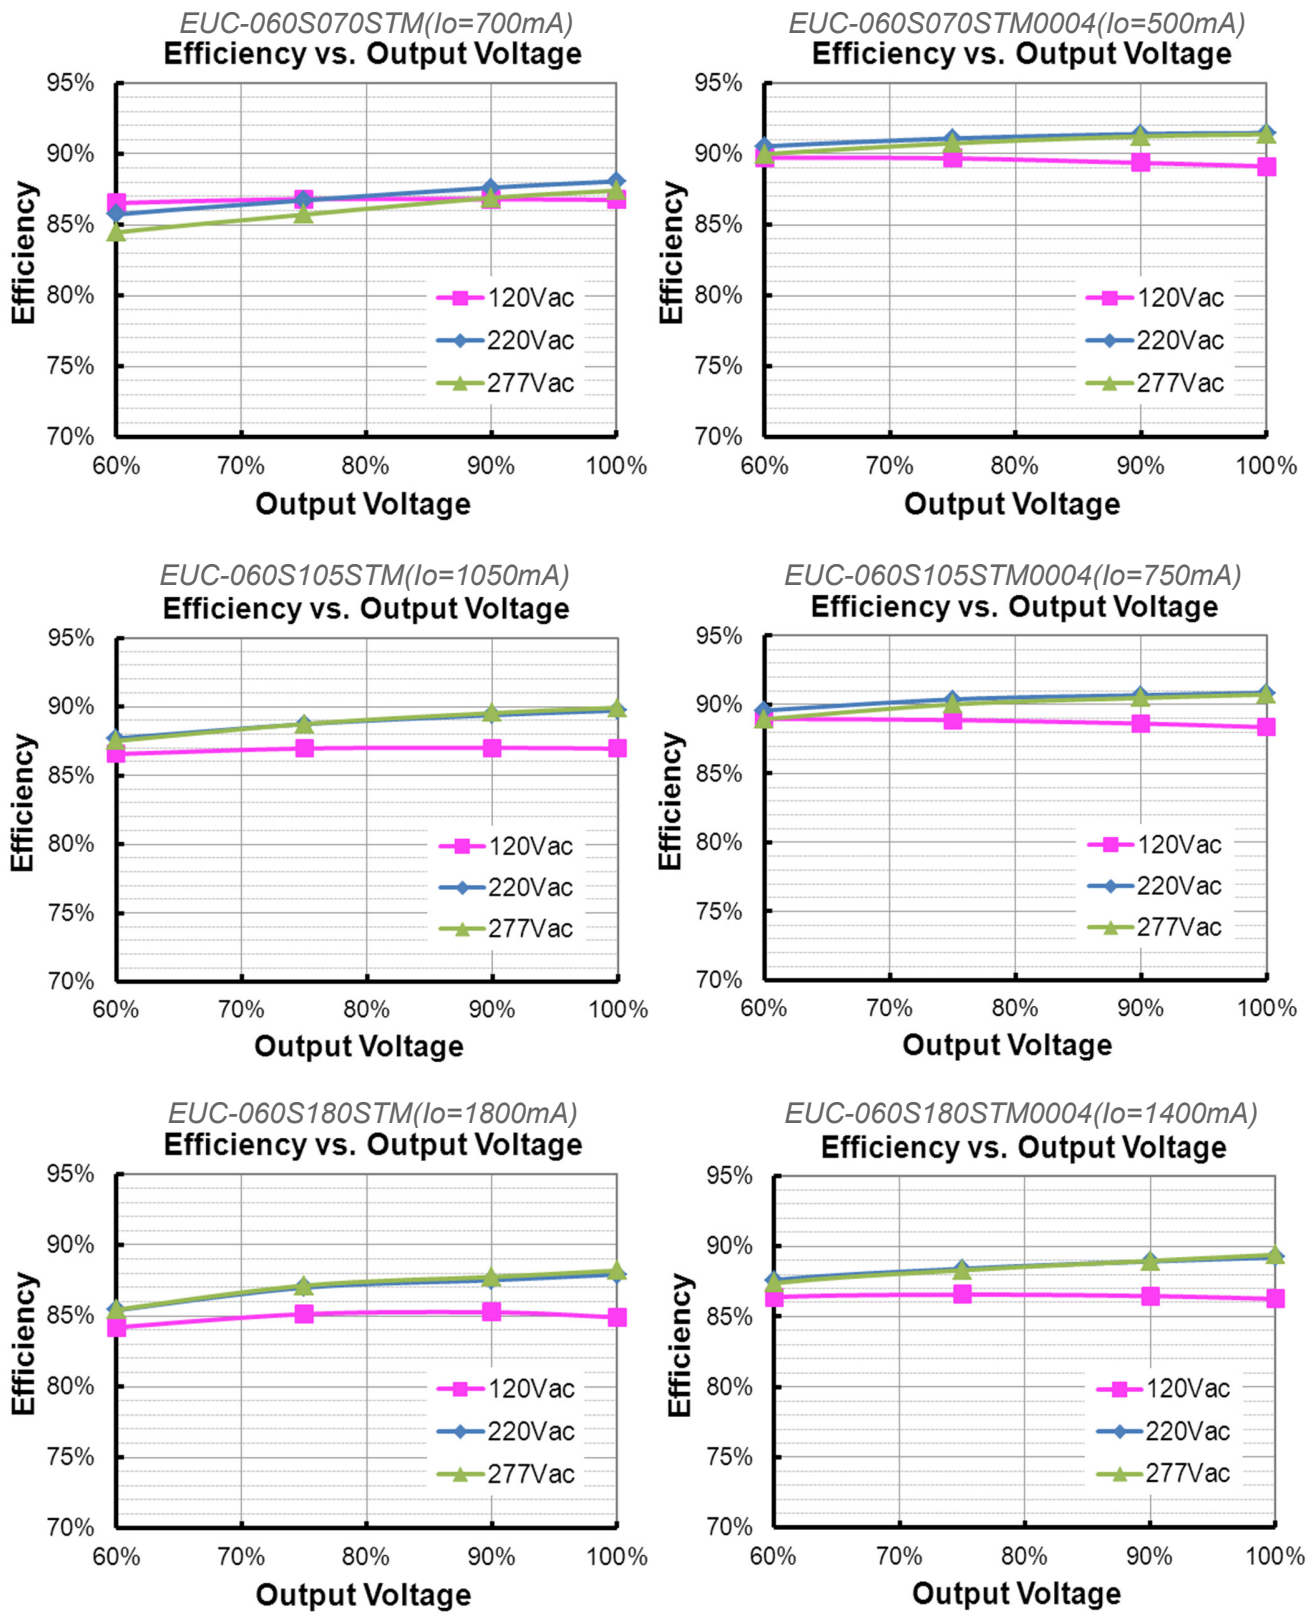 EUC-060S070STM(Io=700mA)
Efficiency vs. Output Voltage
95%
90%
85%
80%
75%
70%
Efficiency
120Vac
220Vac
277Vac
60% 70% 80% 90% 100%
Output Voltage
EUC-060S070STM0004(Io=500mA)
Efficiency vs. Output Voltage
95%
90%
85%
80%
75%
70%
Efficiency
120Vac
220Vac
277Vac
60% 70% 80% 90% 100%
Output Voltage
EUC-060S105STM(Io=1050mA)
Efficiency vs. Output Voltage
95%
90%
85%
80%
75%
70%
Efficiency
120Vac
220Vac
277Vac
60% 70% 80% 90% 100%
Output Voltage
EUC-060S105STM0004(Io=750mA)
Efficiency vs. Output Voltage
95%
90%
85%
80%
75%
70%
Efficiency
120Vac
220Vac
277Vac
60% 70% 80% 90% 100%
Output Voltage
EUC-060S180STM(Io=1800mA)
Efficiency vs. Output Voltage
95%
90%
85%
80%
75%
70%
Efficiency
120Vac
220Vac
277Vac
60% 70% 80% 90% 100%
Output Voltage
EUC-060S180STM0004(Io=1400mA)
Efficiency vs. Output Voltage
95%
90%
85%
80%
75%
70%
Efficiency
120Vac
220Vac
277Vac
60% 70% 80% 90% 100%
Output Voltage